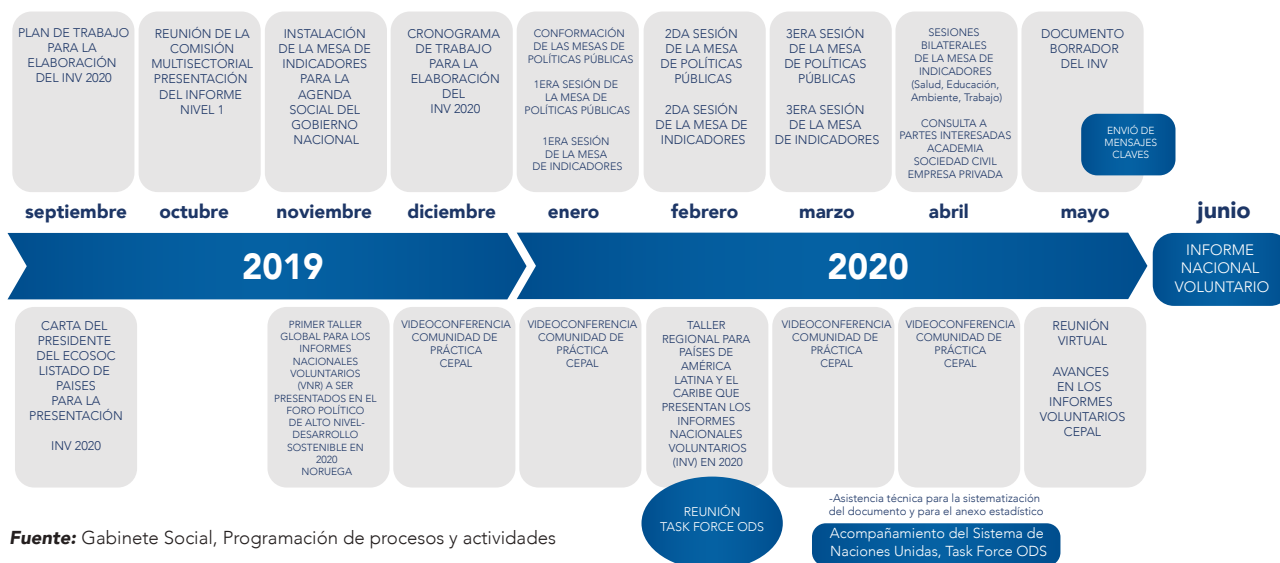 PLAN DE TRABAJO
PARA LA
ELABORACIÓN
DEL INV 2020
REUNIÓN DE LA
COMISIÓN
MULTISECTORIAL
PRESENTACIÓN
DEL INFORME
NIVEL 1
INSTALACIÓN
DE LA MESA DE
INDICADORES
PARA LA
AGENDA
SOCIAL DEL
GOBIERNO
NACIONAL
CRONOGRAMA
DE TRABAJO
PARA LA
ELABORACIÓN
DEL
INV 2020
CONFORMACIÓN
DE LAS MESAS DE
POLÍTICAS PÚBLICAS
1ERA SESIÓN DE
LA MESA DE
POLÍTICAS PÚBLICAS
1ERA SESIÓN
DE LA MESA
DE INDICADORES
2DA SESIÓN
DE LA MESA
DE POLÍTICAS
PÚBLICAS
2DA SESIÓN
DE LA MESA DE
INDICADORES
3ERA SESIÓN
DE LA MESA
DE POLÍTICAS
PÚBLICAS
3ERA SESIÓN
DE LA MESA
DE INDICADORES
SESIONES
BILATERALES
DE LA MESA DE
INDICADORES
(Salud, Educación,
Ambiente, Trabajo)
CONSULTA A
PARTES INTERESADAS
ACADEMIA
SOCIEDAD CIVIL
EMPRESA PRIVADA
DOCUMENTO
BORRADOR
DEL INV
ENVIÓ DE
MENSAJES
CLAVES
septiembre
octubre
noviembre
diciembre
enero
febrero
marzo
abril
mayo
junio
2019
2020
INFORME
NACIONAL
VOLUNTARIO
CARTA DEL
PRESIDENTE
DEL ECOSOC
LISTADO DE
PAISES
PARA LA
PRESENTACIÓN
INV 2020
PRIMER TALLER
GLOBAL PARA LOS
INFORMES
NACIONALES
VOLUNTARIOS
(VNR) A SER
PRESENTADOS EN EL
FORO POLÍTICO
DE ALTO NIVEL-
DESARROLLO
SOSTENIBLE EN
2020
NORUEGA
VIDEOCONFERENCIA
COMUNIDAD DE
PRÁCTICA
CEPAL
VIDEOCONFERENCIA
COMUNIDAD DE
PRÁCTICA
CEPAL
TALLER
REGIONAL PARA
PAÍSES DE
AMÉRICA
LATINA Y EL
CARIBE QUE
PRESENTAN LOS
INFORMES
NACIONALES
VOLUNTARIOS
(INV) EN 2020
VIDEOCONFERENCIA
COMUNIDAD DE
PRÁCTICA
CEPAL
VIDEOCONFERENCIA
COMUNIDAD DE
PRÁCTICA
CEPAL
REUNIÓN
VIRTUAL
AVANCES
EN LOS
INFORMES
VOLUNTARIOS
CEPAL
REUNIÓN
TASK FORCE ODS
-Asistencia técnica para la sistematización
del documento y para el anexo estadístico
Acompañamiento del Sistema de
Naciones Unidas, Task Force ODS
Fuente: Gabinete Social, Programación de procesos y actividades